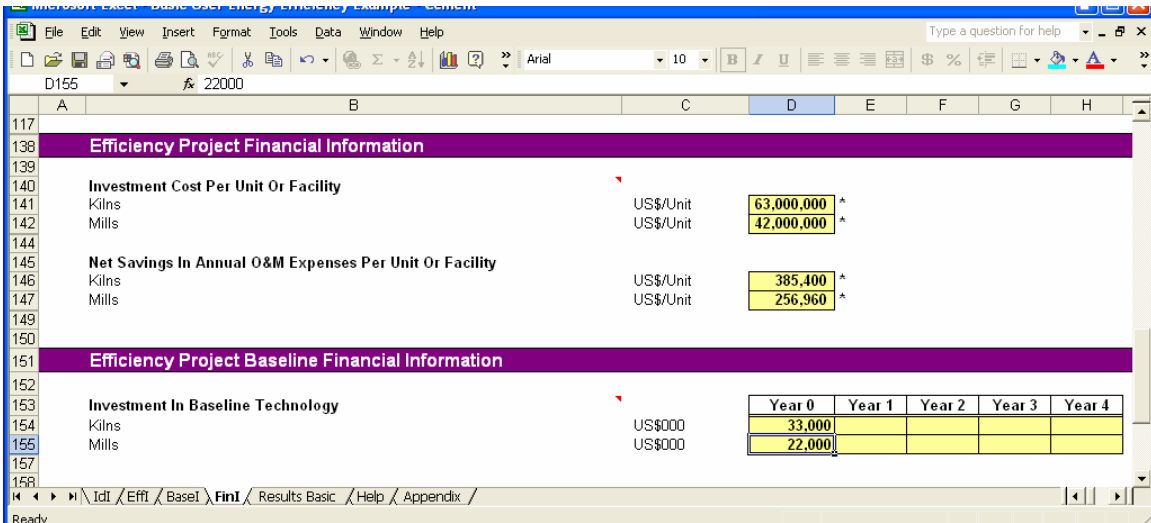 Microsoft Excel - Basic User Energy Efficiency Example - Cement
File Edit View Insert Format Tools Data Window Help Type a question for help
Arial 10 B I U $ %
D155 fx 22000
A B C D E F G H
117
138 Efficiency Project Financial Information
139
140 Investment Cost Per Unit Or Facility
141 Kilns US$/Unit 63,000,000 *
142 Mills US$/Unit 42,000,000 *
144
145 Net Savings In Annual O&M Expenses Per Unit Or Facility
146 Kilns US$/Unit 385,400 *
147 Mills US$/Unit 256,960 *
149
150
151 Efficiency Project Baseline Financial Information
152
153 Investment In Baseline Technology Year 0 Year 1 Year 2 Year 3 Year 4
154 Kilns US$000 33,000
155 Mills US$000 22,000
157
158
IdI / EffI / BaseI \ FinI / Results Basic / Help / Appendix /
Ready